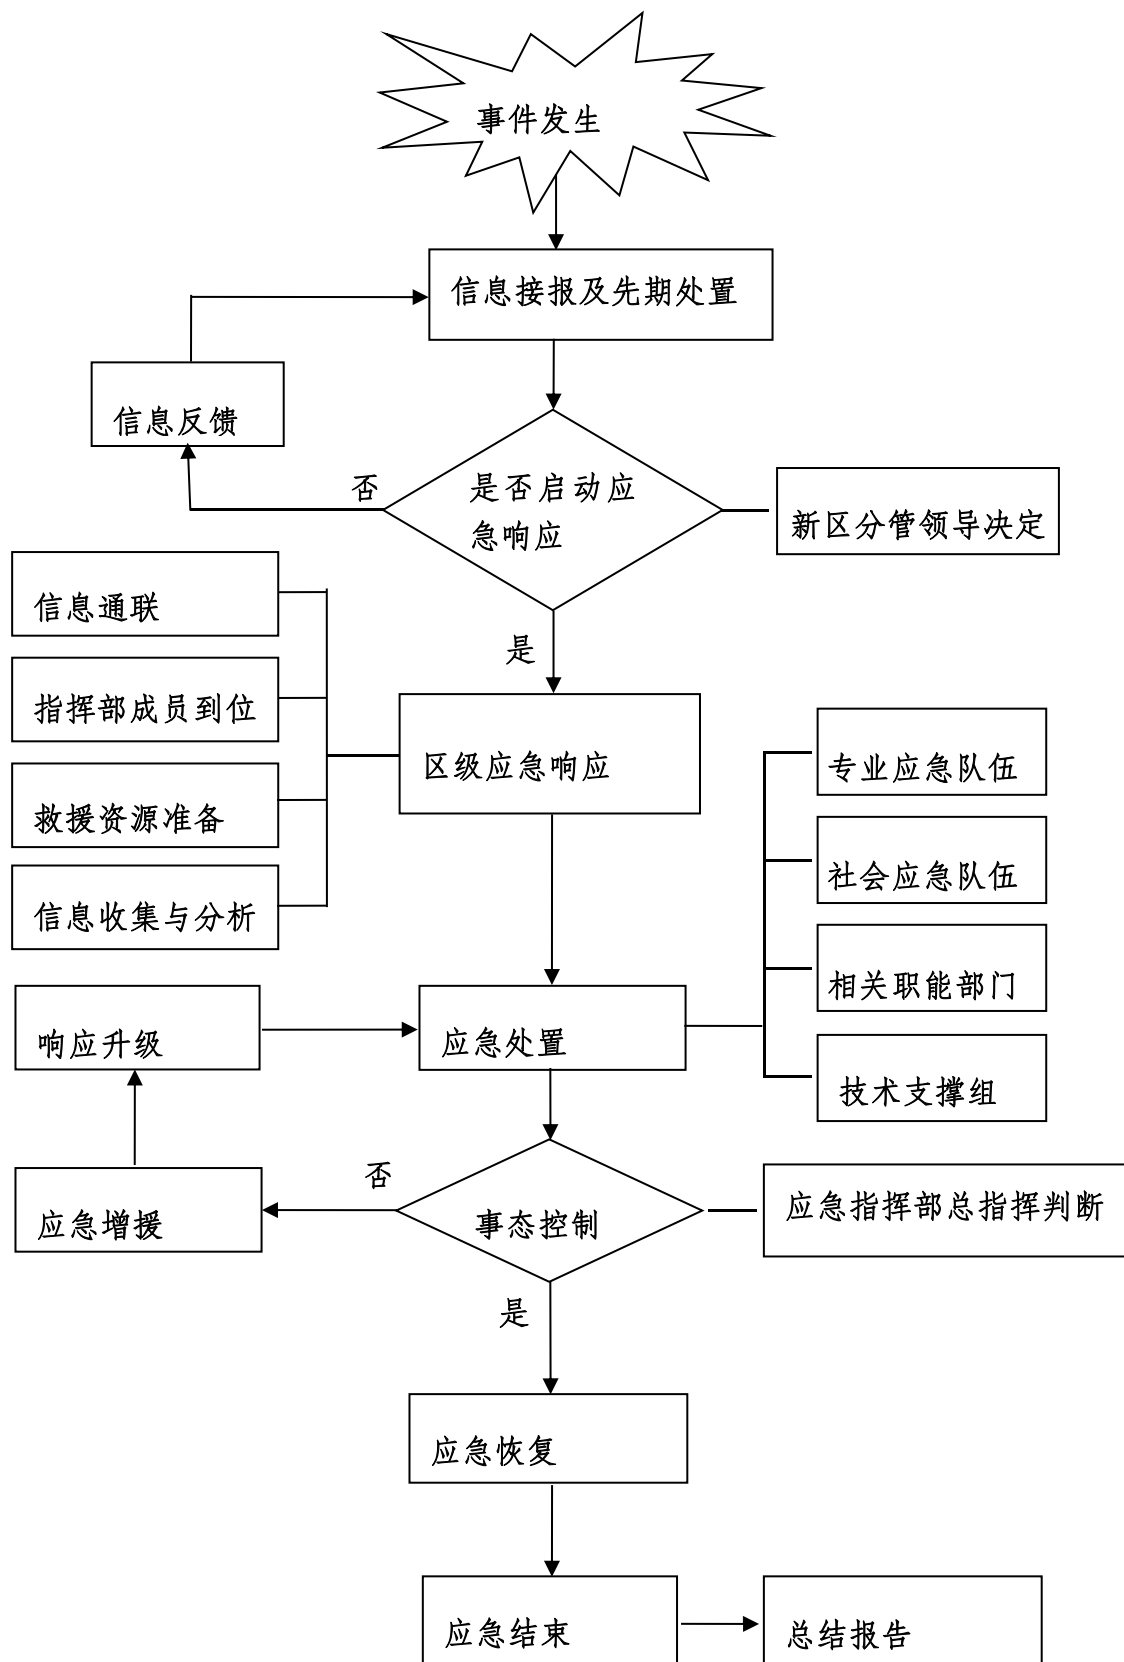 事件发生
信息接报及先期处置
信息反馈
否
是否启动应
急响应
新区分管领导决定
信息通联
是
指挥部成员到位
区级应急响应
专业应急队伍
救援资源准备
社会应急队伍
信息收集与分析
相关职能部门
响应升级
应急处置
技术支撑组
否
应急增援
事态控制
应急指挥部总指挥判断
是
应急恢复
应急结束
总结报告